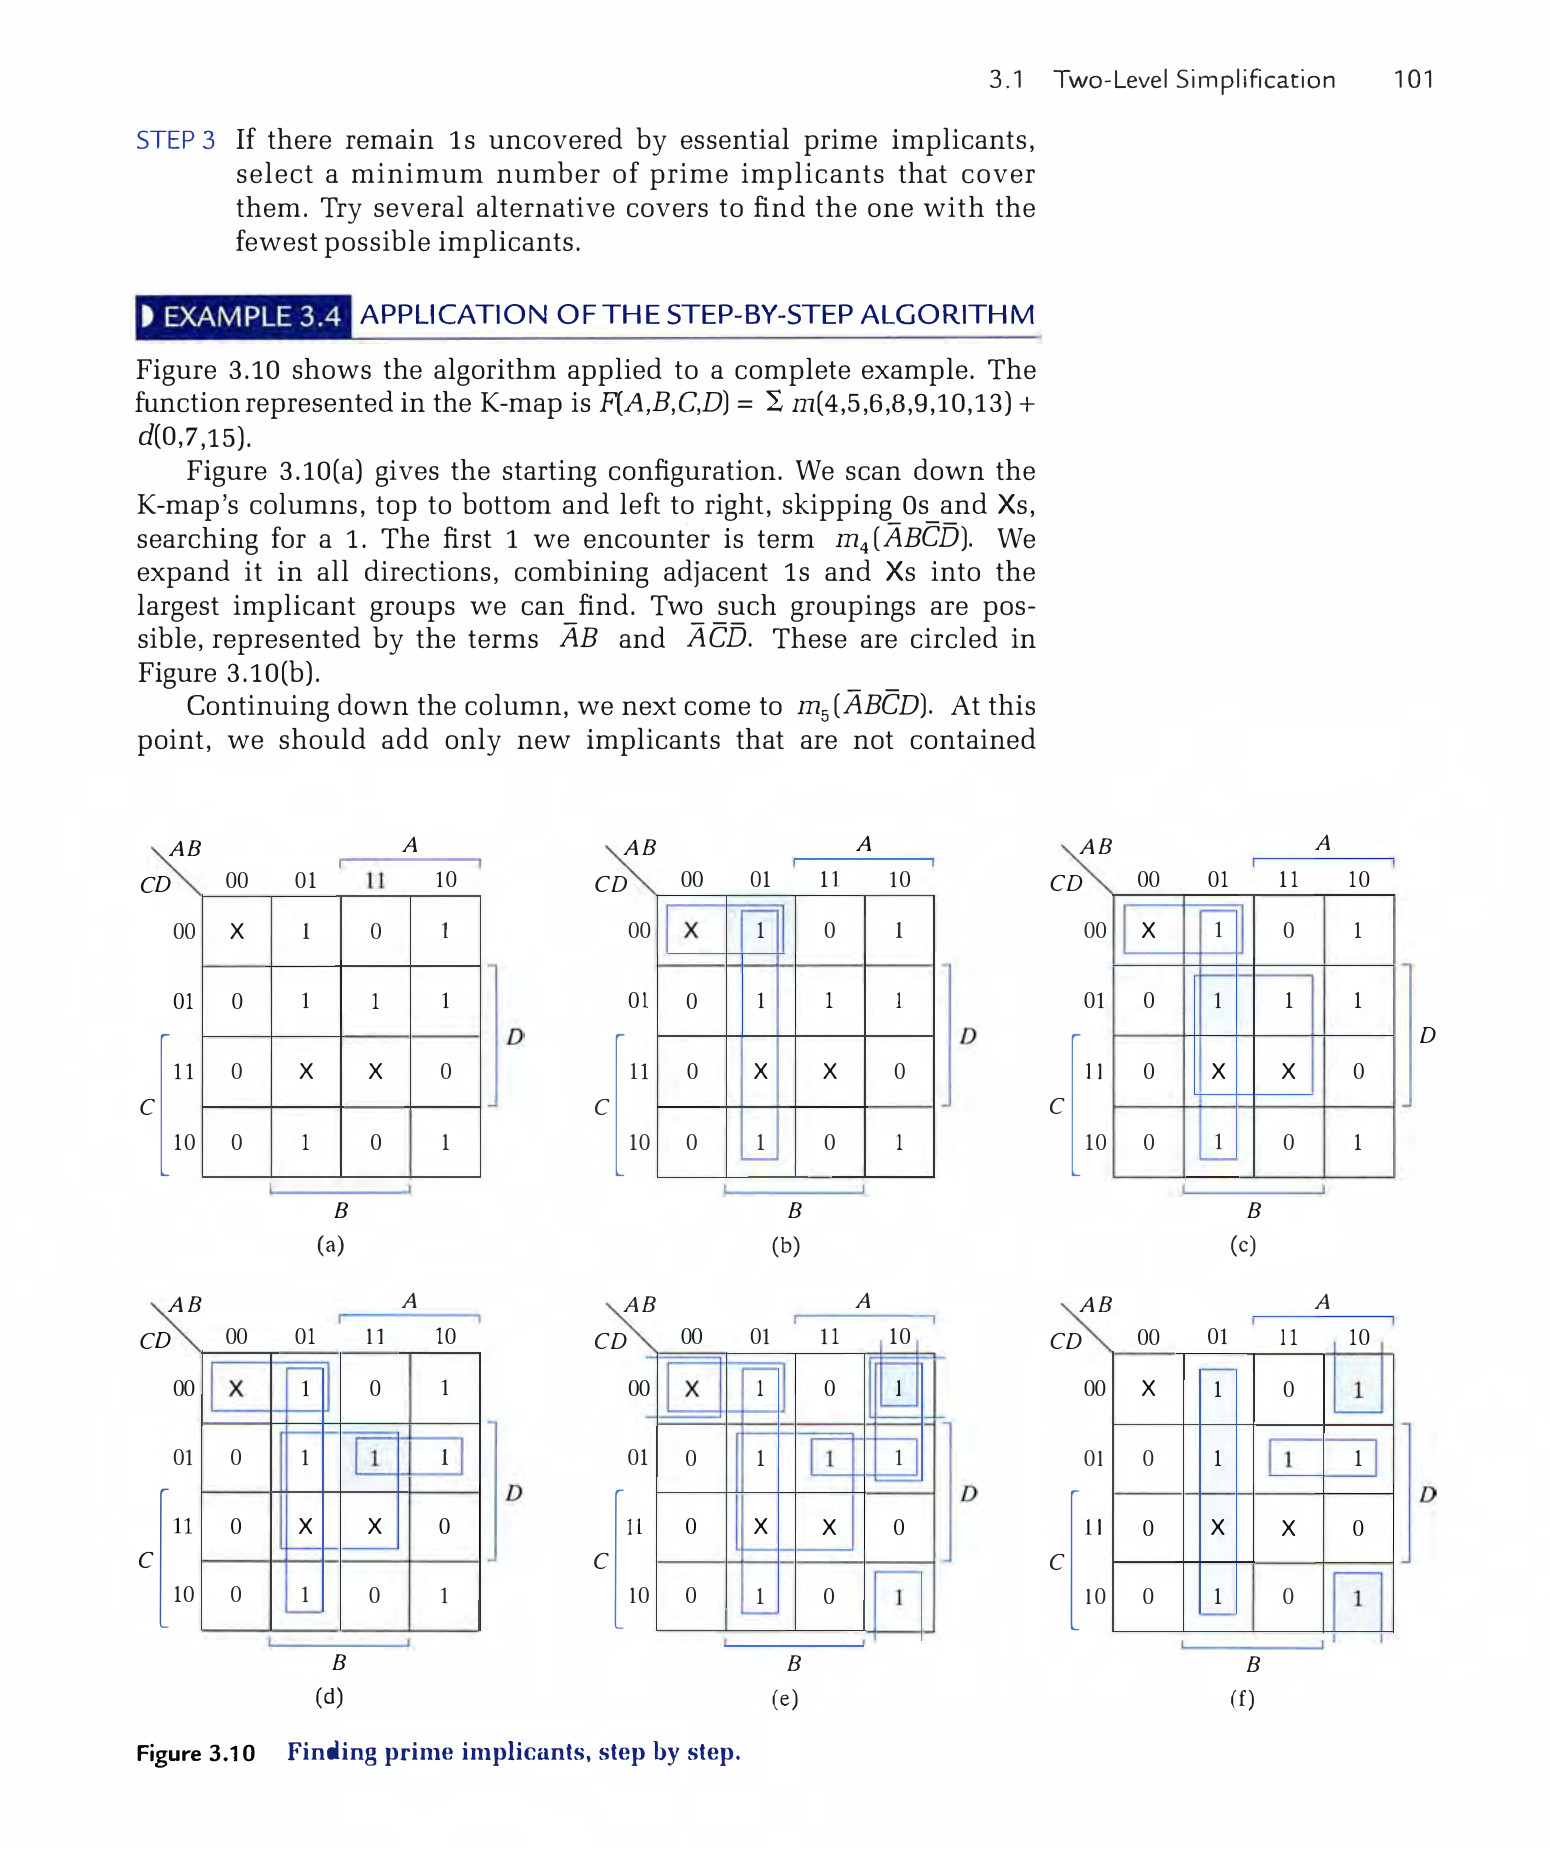 3.1 Two-Level Simplification 101
STEP 3 If there remain 1s uncovered by essential prime implicants,
select a minimum number of prime implicants that cover
them. Try several alternative covers to find the one with the
fewest possible implicants.
EXAMPLE 3.4 APPLICATION OF THE STEP-BY-STEP ALGORITHM
Figure 3.10 shows the algorithm applied to a complete example. The
function represented in the K-map is F(A,B,C,D) = Σ m(4,5,6,8,9,10,13) +
d(0,7,15).
Figure 3.10(a) gives the starting configuration. We scan down the
K-map's columns, top to bottom and left to right, skipping 0s and Xs,
searching for a 1. The first 1 we encounter is term m₄(A̅BC̅D̅). We
expand it in all directions, combining adjacent 1s and Xs into the
largest implicant groups we can find. Two such groupings are pos-
sible, represented by the terms A̅B and A̅C̅D̅. These are circled in
Figure 3.10(b).
Continuing down the column, we next come to m₅(A̅BC̅D). At this
point, we should add only new implicants that are not contained
AB A
CD 00 01 11 10
00 X 1 0 1
01 0 1 1 1
D
11 0 X X 0
C
10 0 1 0 1
B
(a)
AB A
CD 00 01 11 10
00 X 1 0 1
01 0 1 1 1
D
11 0 X X 0
C
10 0 1 0 1
B
(b)
AB A
CD 00 01 11 10
00 X 1 0 1
01 0 1 1 1
D
11 0 X X 0
C
10 0 1 0 1
B
(c)
AB A
CD 00 01 11 10
00 X 1 0 1
01 0 1 1 1
D
11 0 X X 0
C
10 0 1 0 1
B
(d)
AB A
CD 00 01 11 10
00 X 1 0 1
01 0 1 1 1
D
11 0 X X 0
C
10 0 1 0 1
B
(e)
AB A
CD 00 01 11 10
00 X 1 0 1
01 0 1 1 1
D
11 0 X X 0
C
10 0 1 0 1
B
(f)
Figure 3.10 Finding prime implicants, step by step.